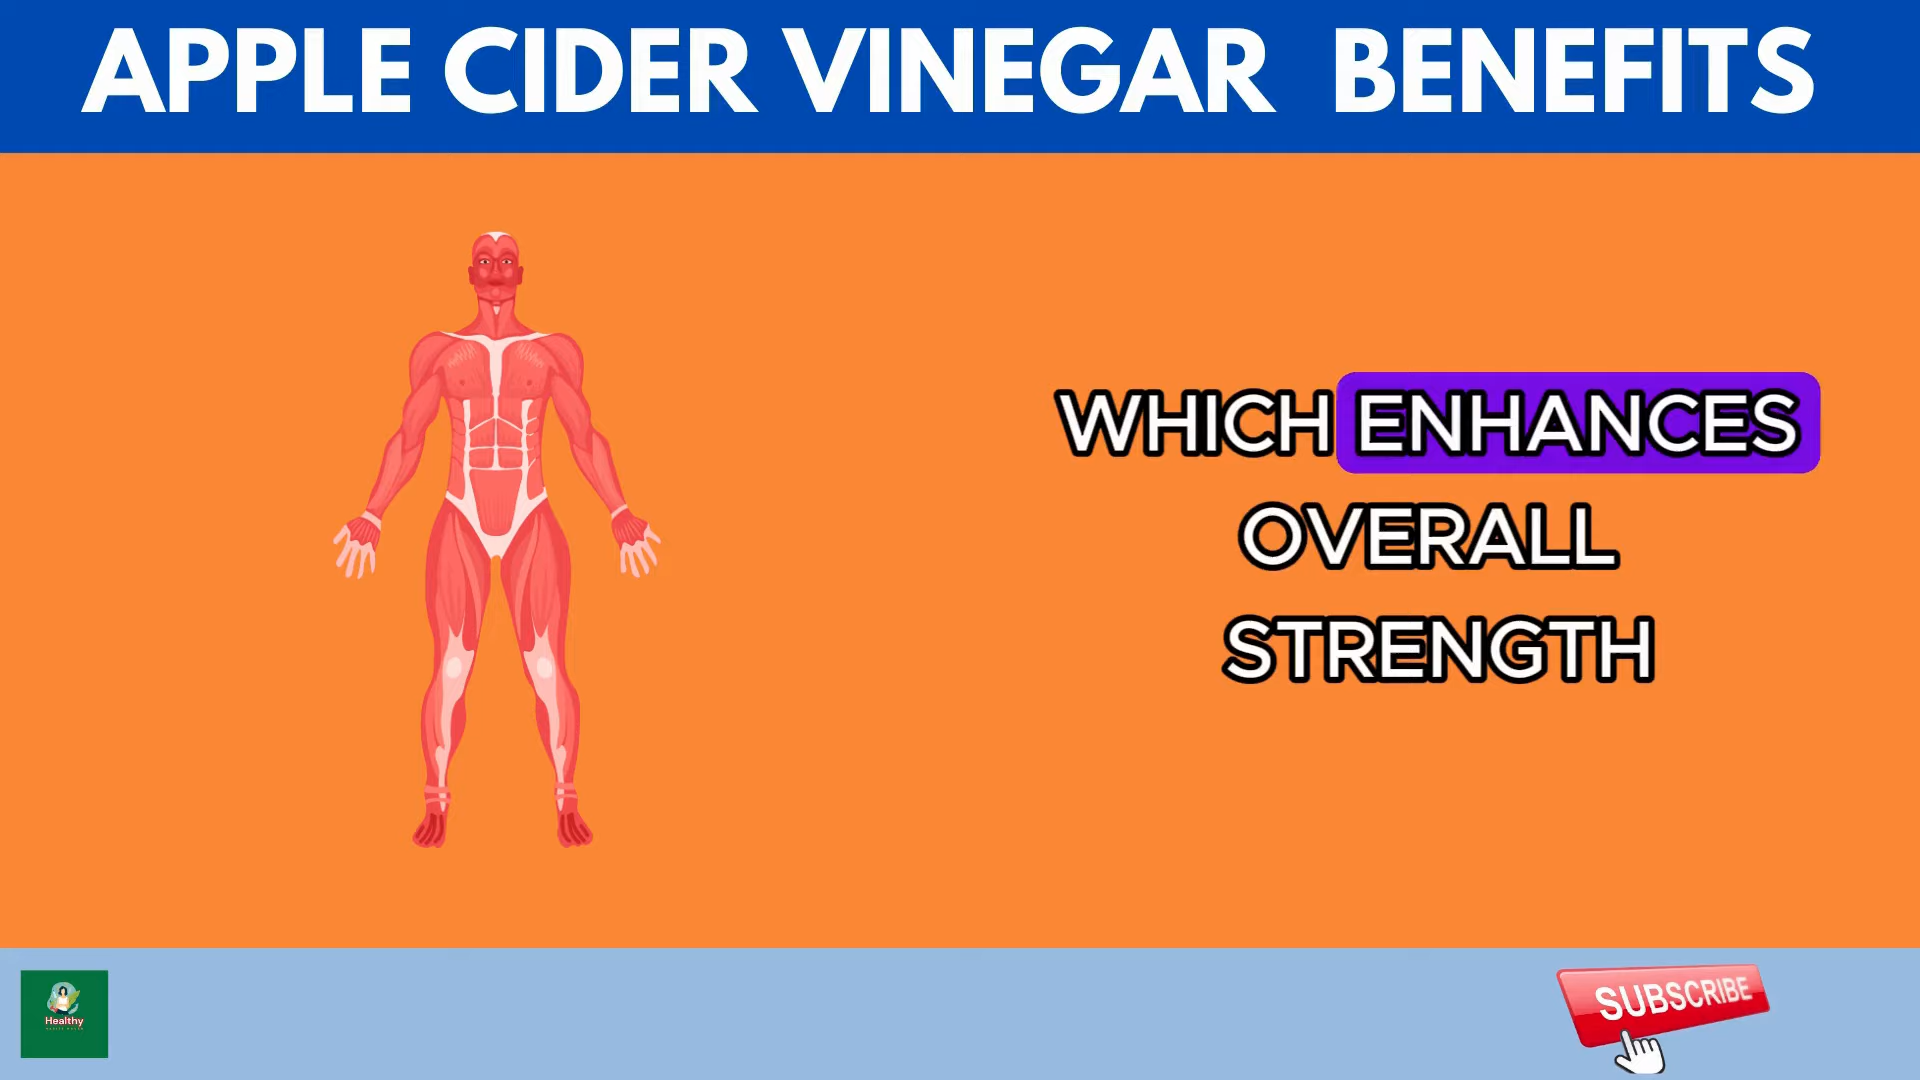 APPLE CIDER VINEGAR BENEFITS
WHICH ENHANCES
OVERALL
STRENGTH
Healthy
SUBSCRIBE